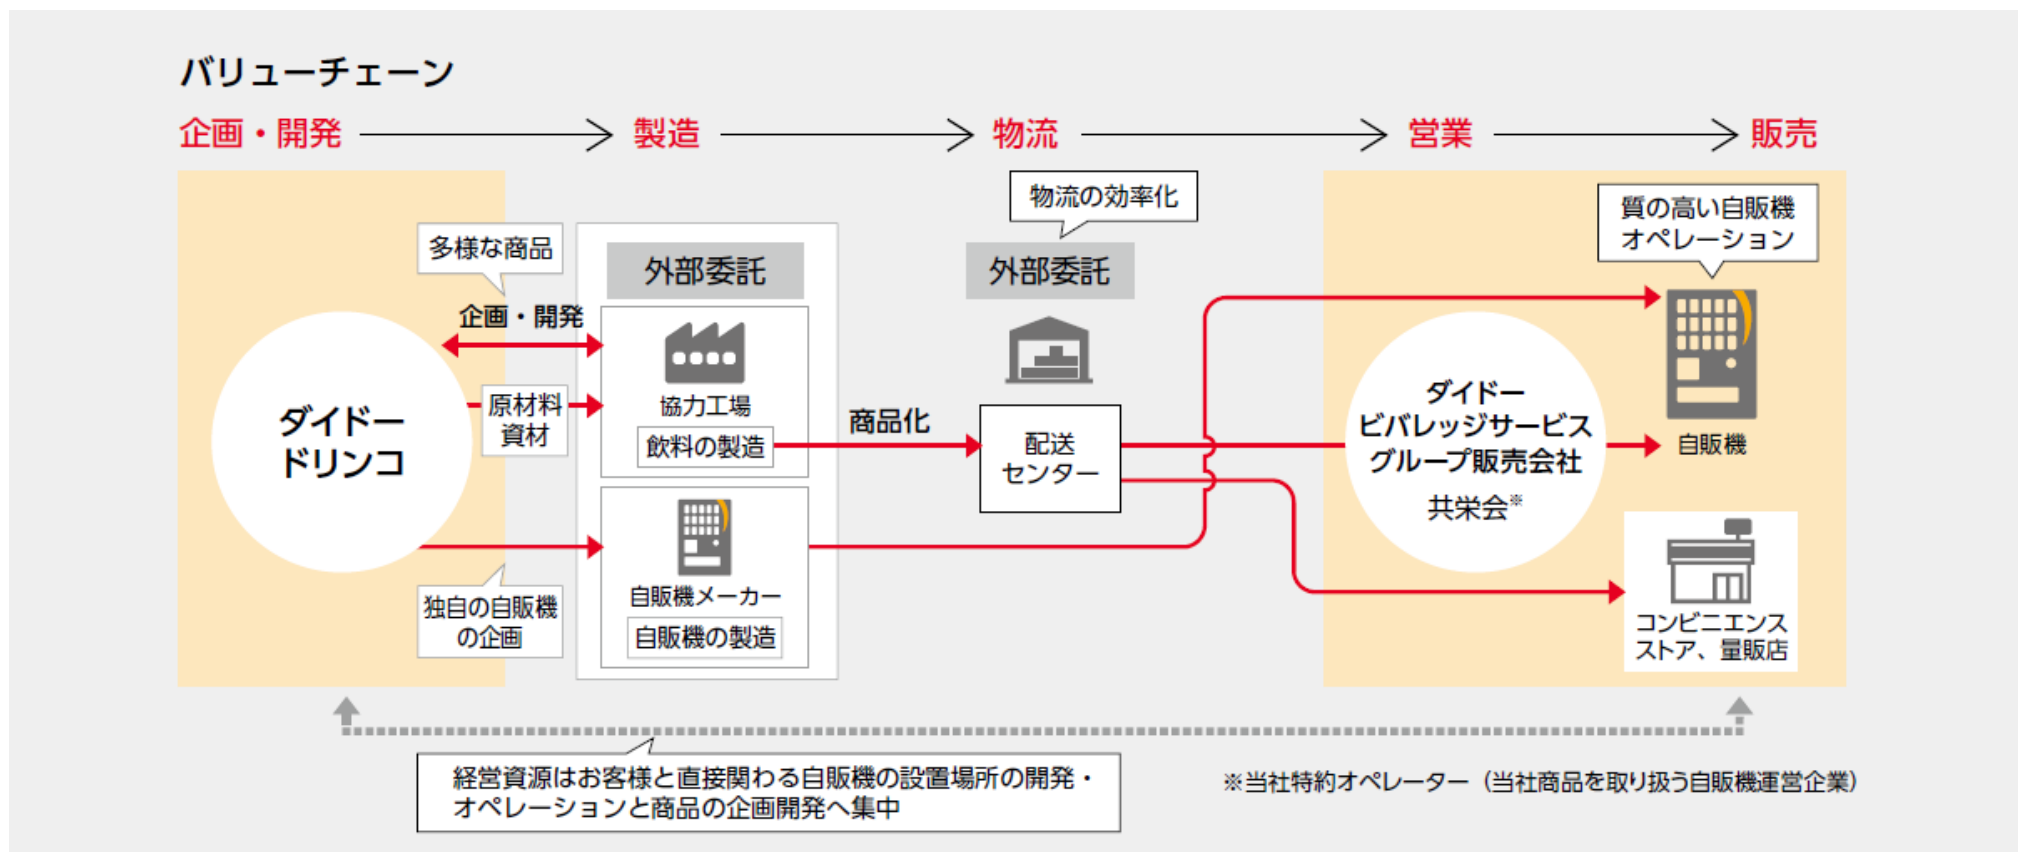 バリューチェーン
企画・開発
製造
物流
営業
販売
多様な商品
企画・開発
ダイドー
ドリンコ
原材料
資材
独自の自販機
の企画
外部委託
協力工場
飲料の製造
自販機メーカー
自販機の製造
商品化
物流の効率化
外部委託
配送
センター
ダイドー
ビバレッジサービス
グループ販売会社
共栄会※
質の高い自販機
オペレーション
自販機
コンビニエンス
ストア、量販店
経営資源はお客様と直接関わる自販機の設置場所の開発・
オペレーションと商品の企画開発へ集中
※当社特約オペレーター（当社商品を取り扱う自販機運営企業）